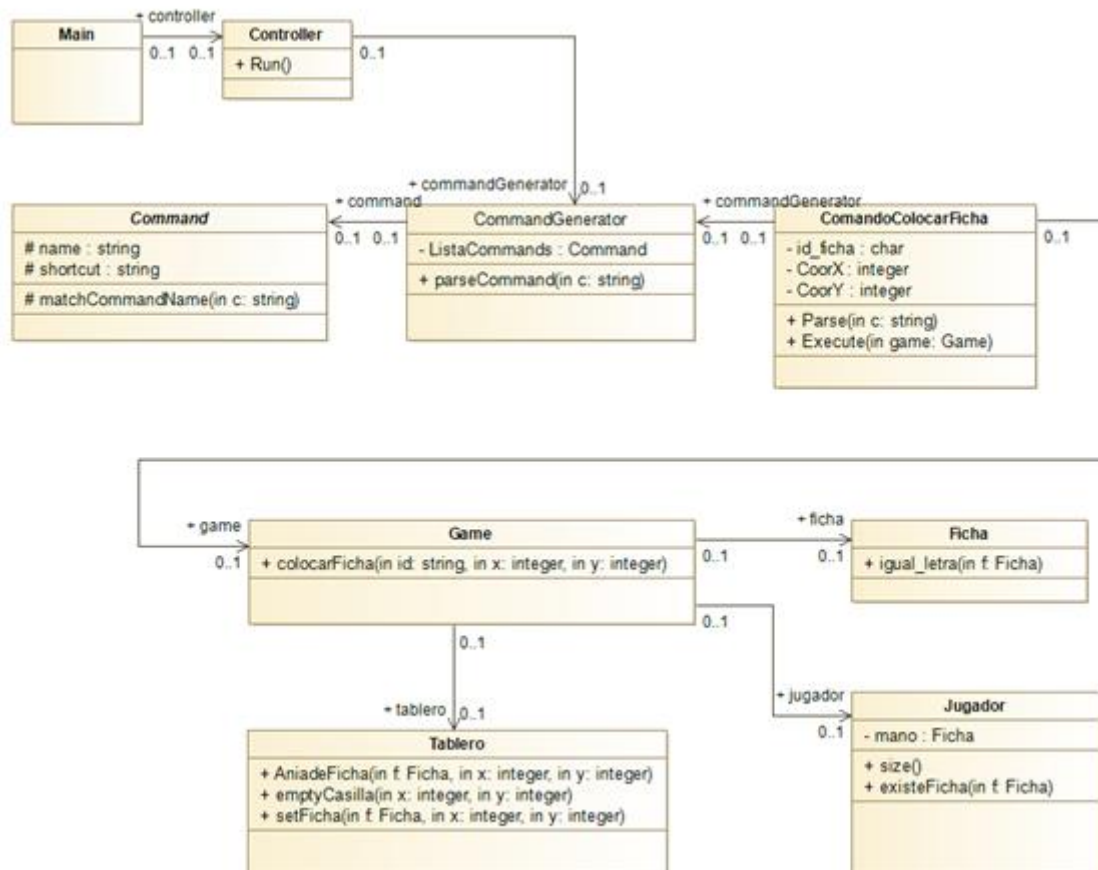 + controller
Main
0..1
0..1
Controller
+ Run()
0..1
+ commandGenerator
0..1
Command
# name : string
# shortcut : string
# matchCommandName(in c: string)
+ command
0..1
0..1
CommandGenerator
- ListaCommands : Command
+ parseCommand(in c: string)
+ commandGenerator
0..1
0..1
ComandoColocarFicha
- id_ficha : char
- CoorX : integer
- CoorY : integer
+ Parse(in c: string)
+ Execute(in game: Game)
0..1
+ game
0..1
Game
+ colocarFicha(in id: string, in x: integer, in y: integer)
0..1
+ ficha
0..1
Ficha
+ igual_letra(in f: Ficha)
0..1
0..1
+ tablero
0..1
+ jugador
0..1
Tablero
+ AniadeFicha(in f: Ficha, in x: integer, in y: integer)
+ emptyCasilla(in x: integer, in y: integer)
+ setFicha(in f: Ficha, in x: integer, in y: integer)
Jugador
- mano : Ficha
+ size()
+ existeFicha(in f: Ficha)